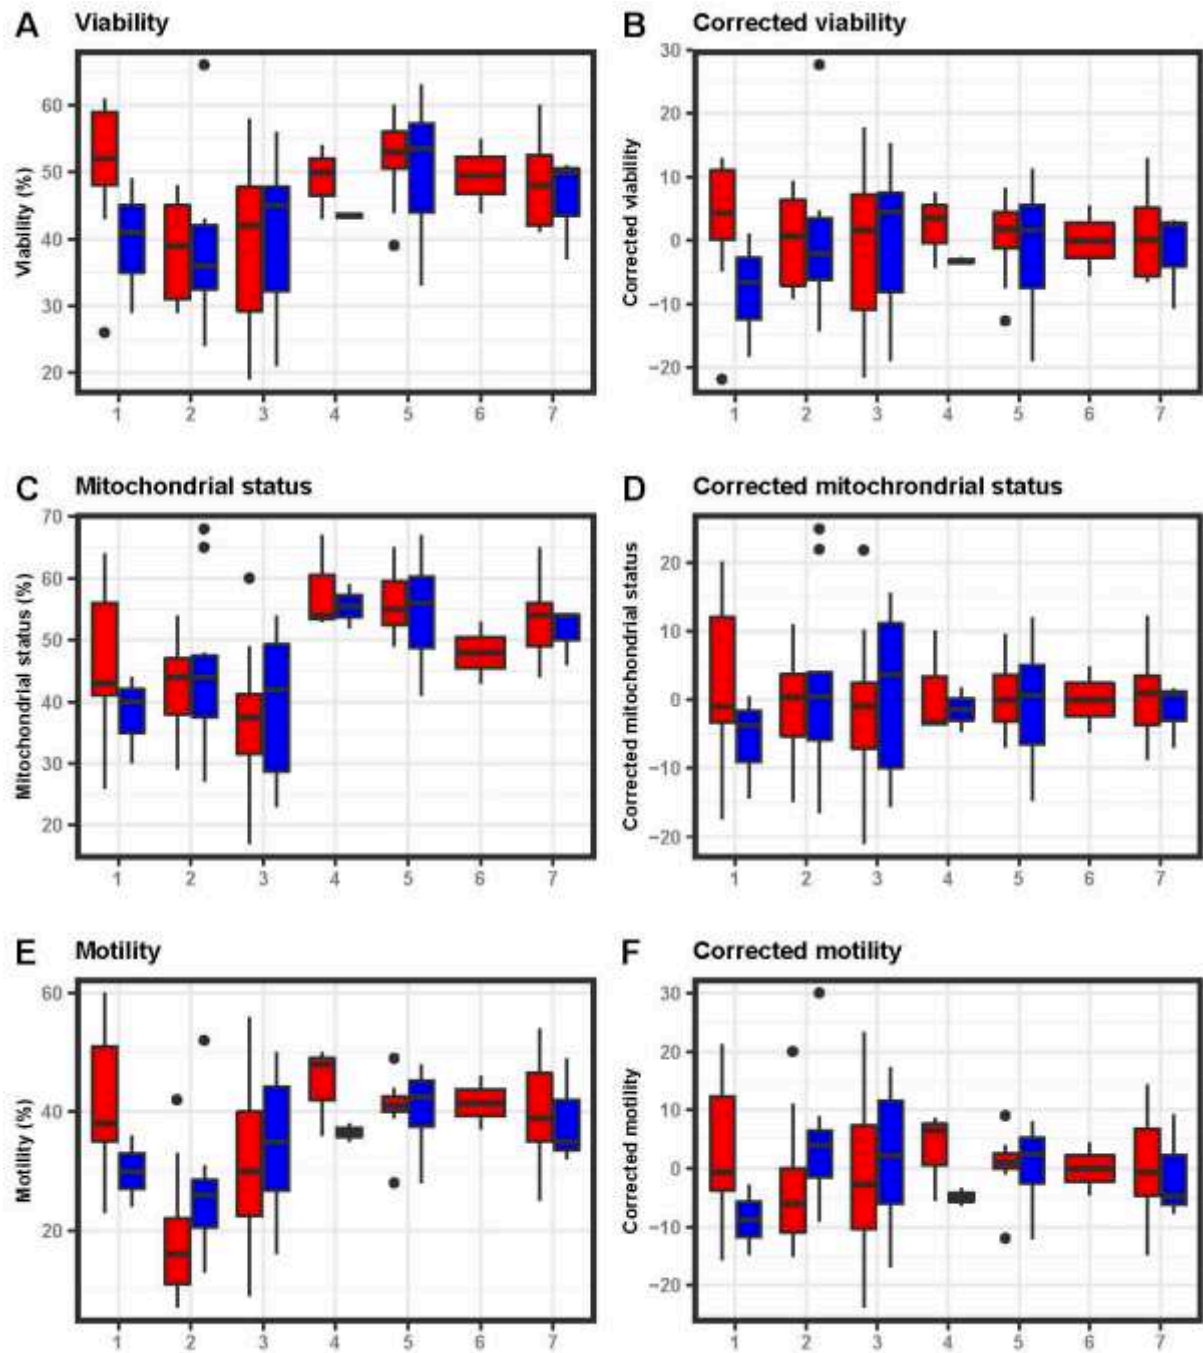 A Viability
Viability (%)
60
50
40
30
20
1 2 3 4 5 6 7
B Corrected viability
Corrected viability
30
20
10
0
−10
−20
1 2 3 4 5 6 7
C Mitochondrial status
Mitochondrial status (%)
70
60
50
40
30
20
1 2 3 4 5 6 7
D Corrected mitochrondrial status
Corrected mitochondrial status
20
10
0
−10
−20
1 2 3 4 5 6 7
E Motility
Motility (%)
60
40
20
1 2 3 4 5 6 7
F Corrected motility
Corrected motility
30
20
10
0
−10
−20
1 2 3 4 5 6 7